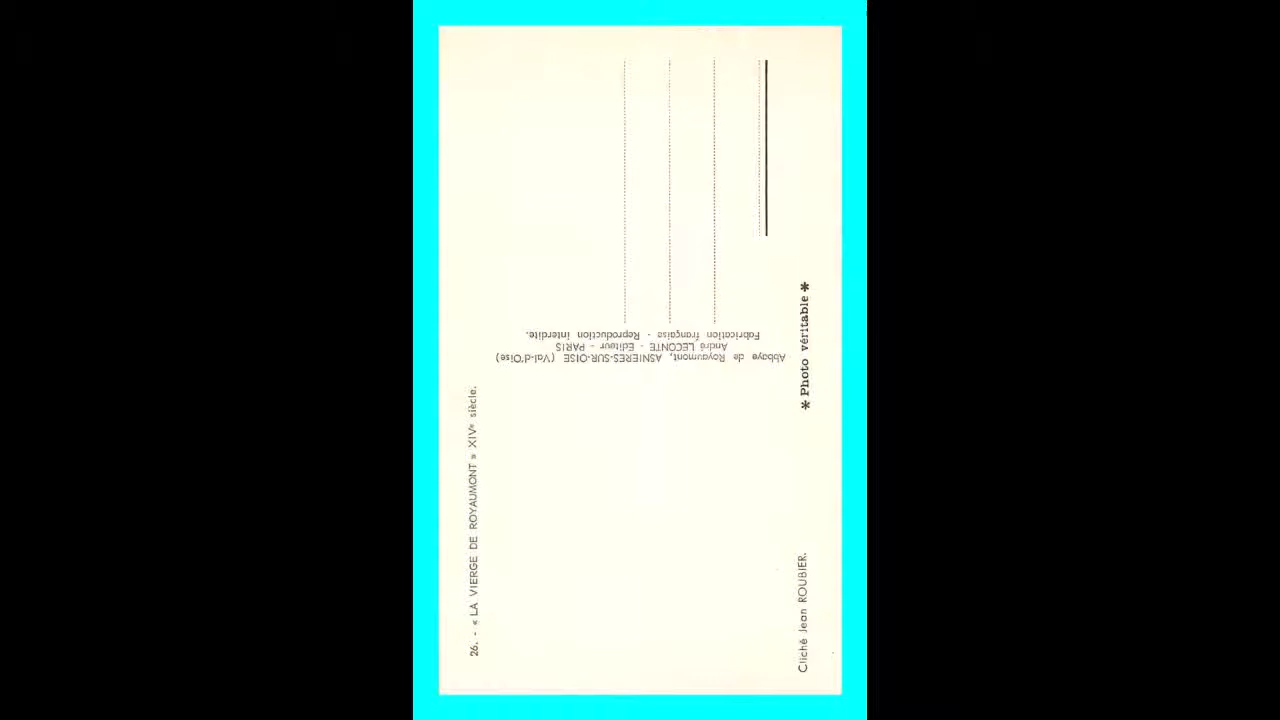 26. - « LA VIERGE DE ROYAUMONT » XIVe siècle.
Abbaye de Royaumont, ASNIERES-SUR-OISE (Val-d'Oise)
André LECONTE - Editeur - PARIS
Fabrication française - Reproduction interdite.
Cliché Jean ROUBIER.
* Photo véritable *